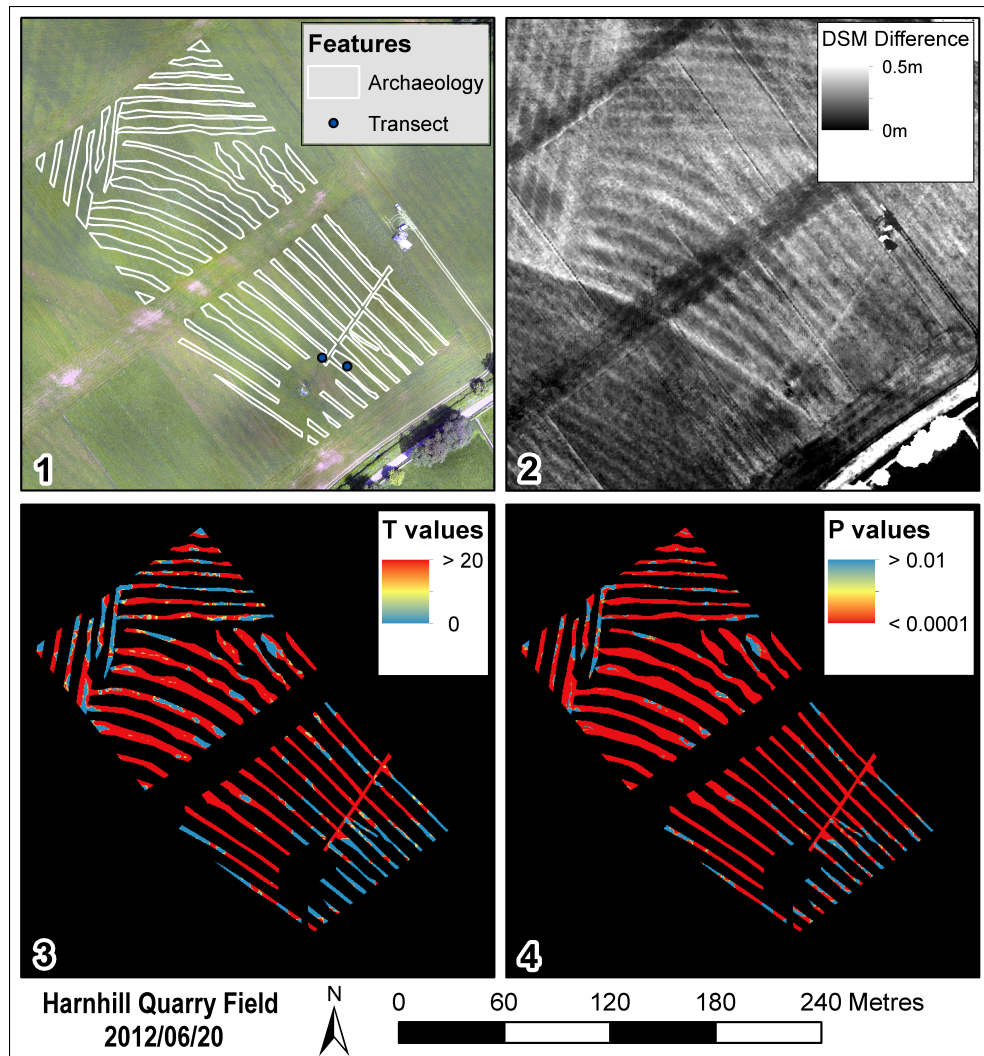 Features
Archaeology
Transect
1
DSM Difference
0.5m
0m
2
T values
> 20
0
3
P values
> 0.01
< 0.0001
4
Harnhill Quarry Field
2012/06/20
N
0 60 120 180 240 Metres